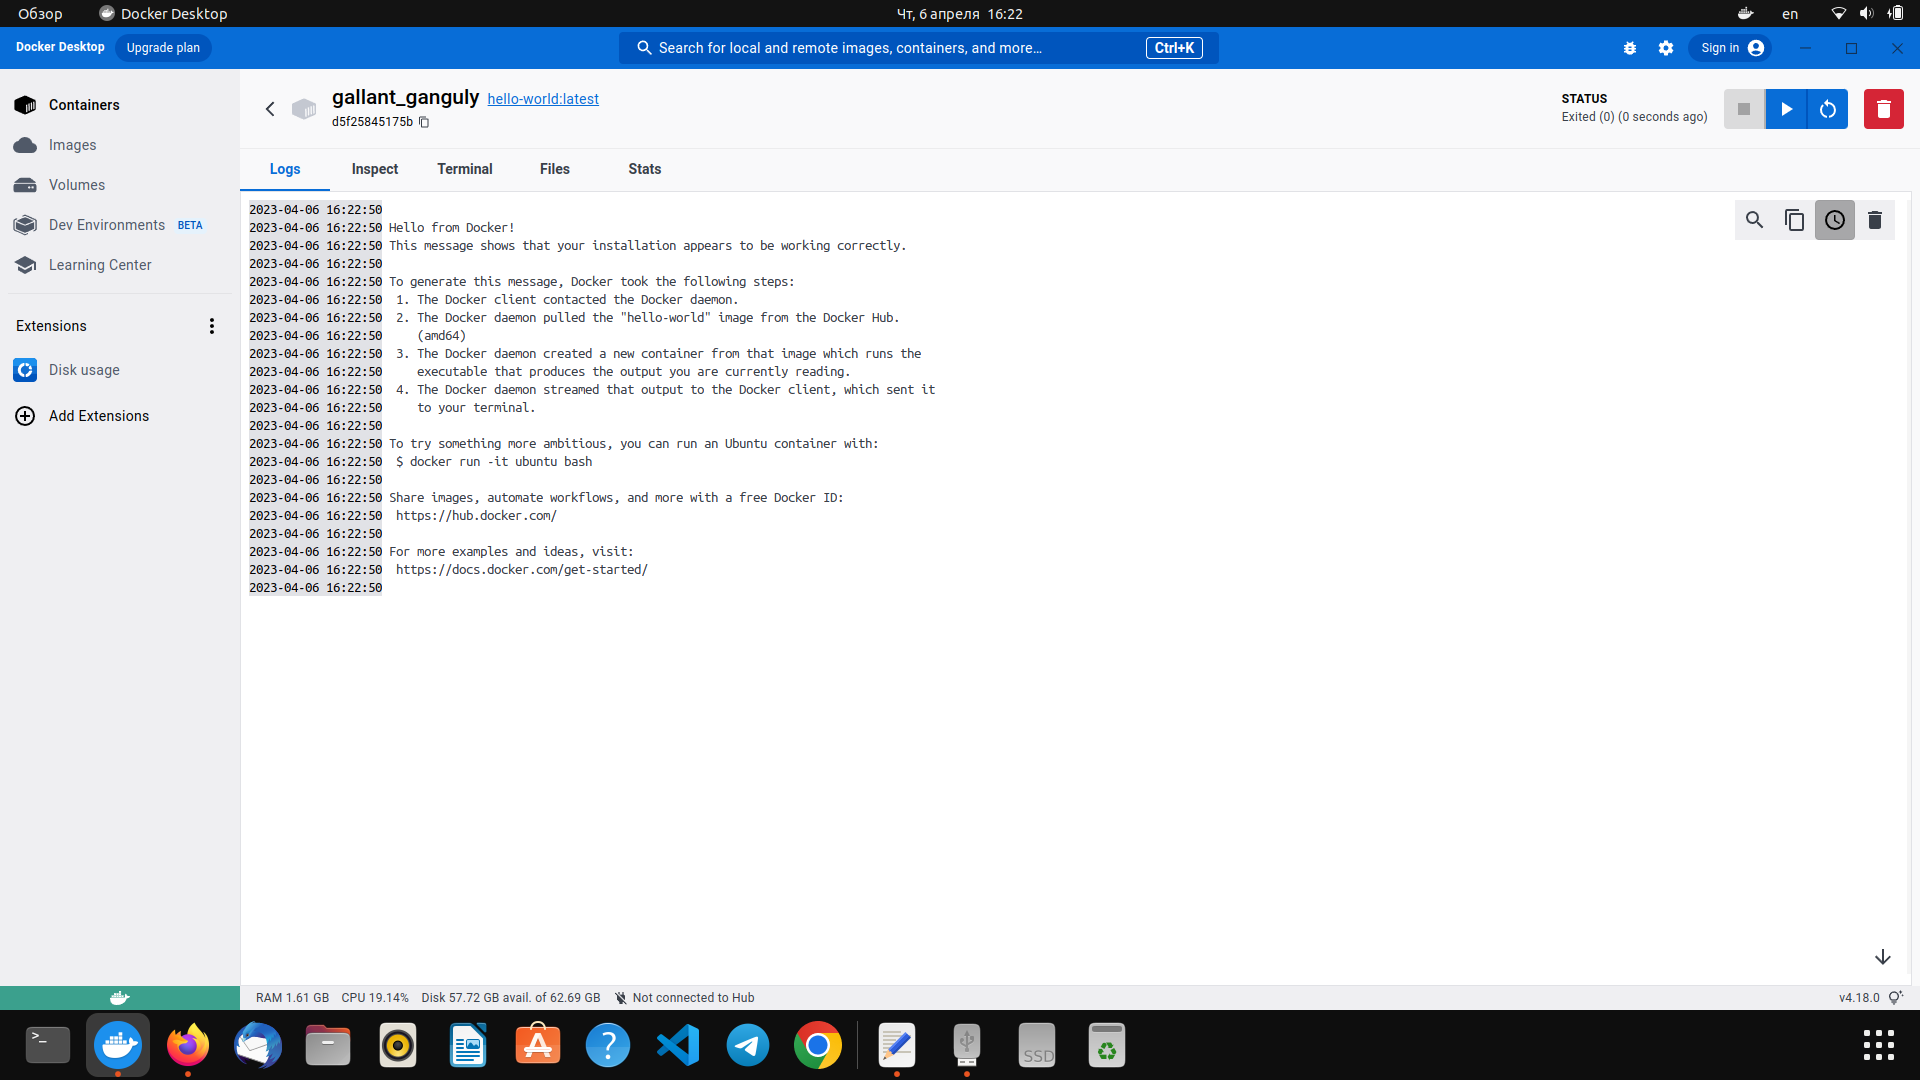 Обзор Docker Desktop Чт, 6 апреля 16:22 en
Docker Desktop Upgrade plan Search for local and remote images, containers, and more... Ctrl+K Sign in
Containers
Images
Volumes
Dev Environments BETA
Learning Center
Extensions
Disk usage
Add Extensions
gallant_ganguly hello-world:latest
d5f25845175b
STATUS
Exited (0) (0 seconds ago)
Logs Inspect Terminal Files Stats
2023-04-06 16:22:50
2023-04-06 16:22:50 Hello from Docker!
2023-04-06 16:22:50 This message shows that your installation appears to be working correctly.
2023-04-06 16:22:50
2023-04-06 16:22:50 To generate this message, Docker took the following steps:
2023-04-06 16:22:50  1. The Docker client contacted the Docker daemon.
2023-04-06 16:22:50  2. The Docker daemon pulled the "hello-world" image from the Docker Hub.
2023-04-06 16:22:50     (amd64)
2023-04-06 16:22:50  3. The Docker daemon created a new container from that image which runs the
2023-04-06 16:22:50     executable that produces the output you are currently reading.
2023-04-06 16:22:50  4. The Docker daemon streamed that output to the Docker client, which sent it
2023-04-06 16:22:50     to your terminal.
2023-04-06 16:22:50
2023-04-06 16:22:50 To try something more ambitious, you can run an Ubuntu container with:
2023-04-06 16:22:50  $ docker run -it ubuntu bash
2023-04-06 16:22:50
2023-04-06 16:22:50 Share images, automate workflows, and more with a free Docker ID:
2023-04-06 16:22:50  https://hub.docker.com/
2023-04-06 16:22:50
2023-04-06 16:22:50 For more examples and ideas, visit:
2023-04-06 16:22:50  https://docs.docker.com/get-started/
2023-04-06 16:22:50
RAM 1.61 GB CPU 19.14% Disk 57.72 GB avail. of 62.69 GB Not connected to Hub v4.18.0
SSD